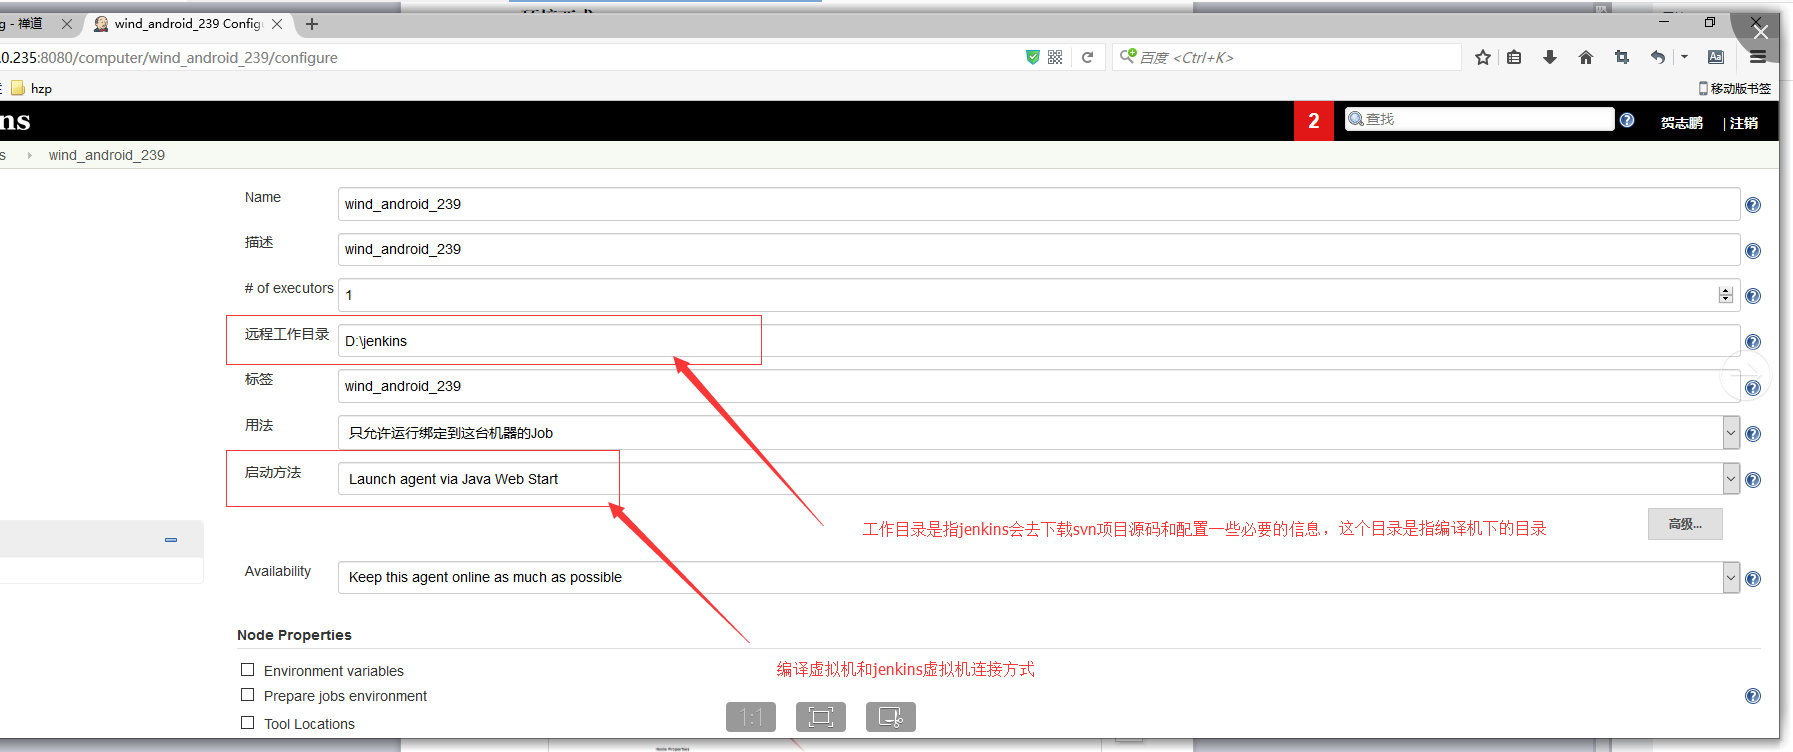 g - 禅道
wind_android_239 Config
.0.235:8080/computer/wind_android_239/configure
百度 <Ctrl+K>
hzp
移动版书签
ns
2
查找
贺志鹏
| 注销
s
wind_android_239
Name
wind_android_239
描述
wind_android_239
# of executors
1
远程工作目录
D:\jenkins
标签
wind_android_239
用法
只允许运行绑定到这台机器的Job
启动方法
Launch agent via Java Web Start
工作目录是指jenkins会去下载svn项目源码和配置一些必要的信息，这个目录是指编译机下的目录
高级...
Availability
Keep this agent online as much as possible
Node Properties
Environment variables
编译虚拟机和jenkins虚拟机连接方式
Prepare jobs environment
Tool Locations
1:1
Node Properties